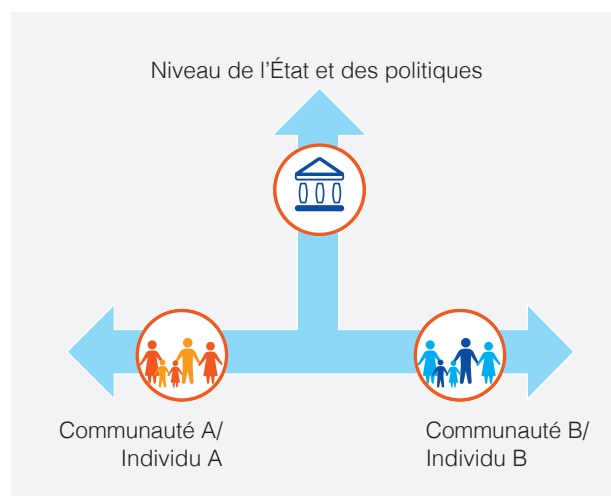 Niveau de l'État et des politiques
Communauté A/
Individu A
Communauté B/
Individu B